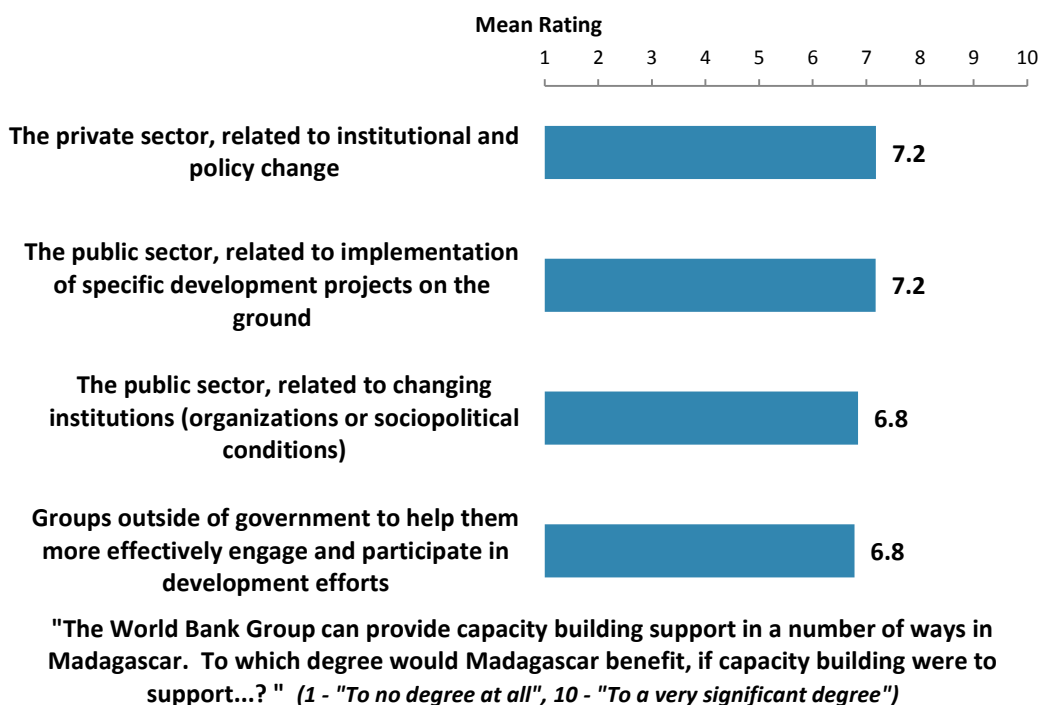 Mean Rating
1 2 3 4 5 6 7 8 9 10
The private sector, related to institutional and
policy change
7.2
The public sector, related to implementation
of specific development projects on the
ground
7.2
The public sector, related to changing
institutions (organizations or sociopolitical
conditions)
6.8
Groups outside of government to help them
more effectively engage and participate in
development efforts
6.8
"The World Bank Group can provide capacity building support in a number of ways in
Madagascar.  To which degree would Madagascar benefit, if capacity building were to
support...? "  (1 - "To no degree at all", 10 - "To a very significant degree")